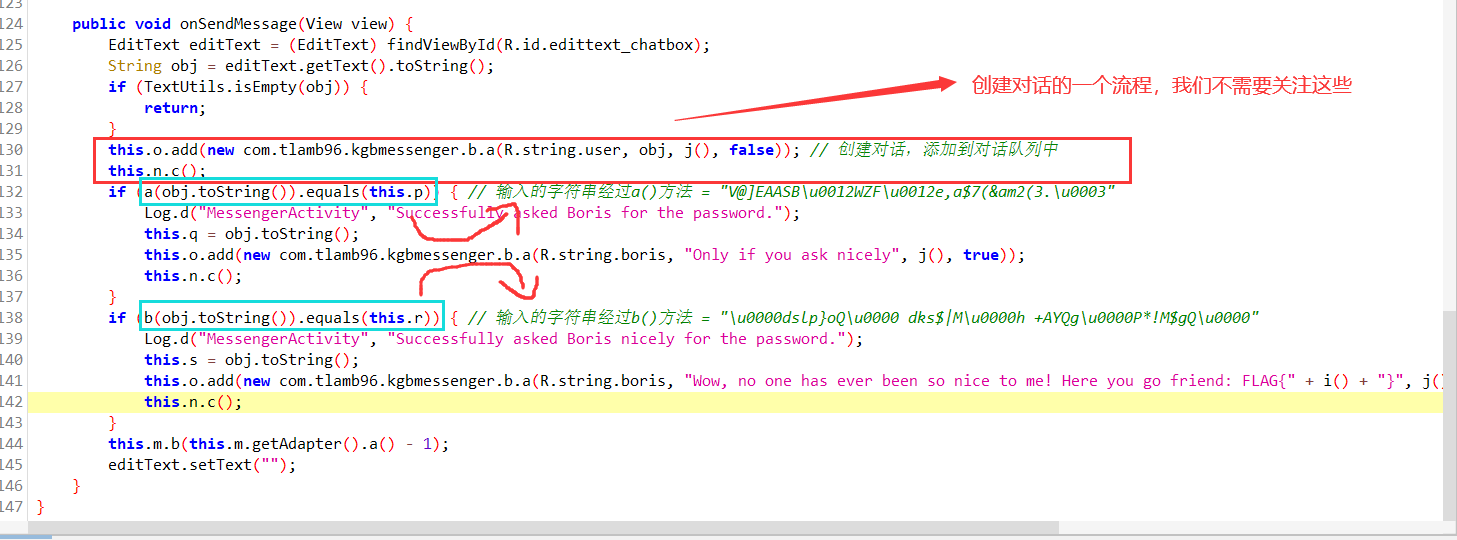 123
124 public void onSendMessage(View view) {
125 EditText editText = (EditText) findViewById(R.id.edittext_chatbox);
126 String obj = editText.getText().toString();
127 if (TextUtils.isEmpty(obj)) {
128 return;
129 }
创建对话的一个流程，我们不需要关注这些
130 this.o.add(new com.tlamb96.kgbmessenger.b.a(R.string.user, obj, j(), false)); // 创建对话，添加到对话队列中
131 this.n.c();
132 if (a(obj.toString()).equals(this.p)) { // 输入的字符串经过a()方法 = "V@]EAASB\u0012WZF\u0012e,a$7(&am2(3.\u0003"
133 Log.d("MessengerActivity", "Successfully asked Boris for the password.");
134 this.q = obj.toString();
135 this.o.add(new com.tlamb96.kgbmessenger.b.a(R.string.boris, "Only if you ask nicely", j(), true));
136 this.n.c();
137 }
138 if (b(obj.toString()).equals(this.r)) { // 输入的字符串经过b()方法 = "\u0000dslp}oQ\u0000 dks$|M\u0000h +AYQg\u0000P*!M$gQ\u0000"
139 Log.d("MessengerActivity", "Successfully asked Boris nicely for the password.");
140 this.s = obj.toString();
141 this.o.add(new com.tlamb96.kgbmessenger.b.a(R.string.boris, "Wow, no one has ever been so nice to me! Here you go friend: FLAG{" + i() + "}", j()
142 this.n.c();
143 }
144 this.m.b(this.m.getAdapter().a() - 1);
145 editText.setText("");
146 }
147 }